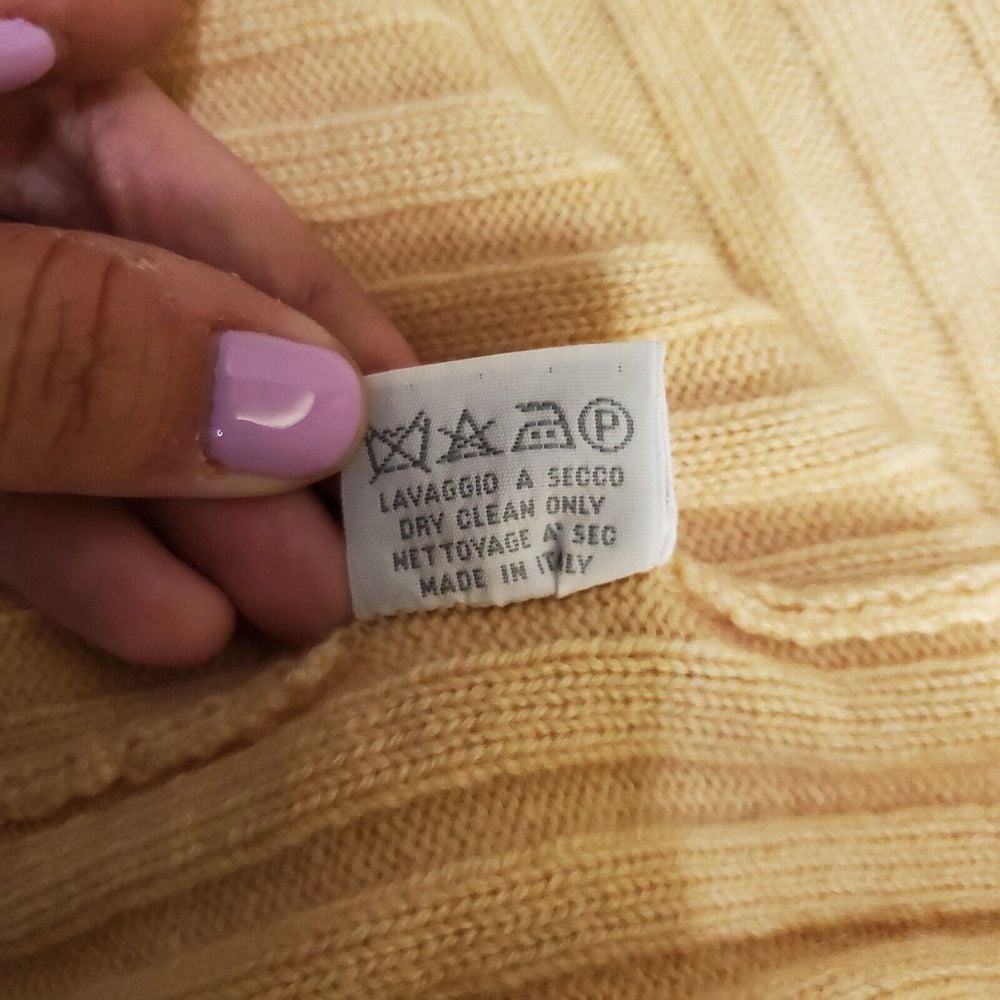 P
LAVAGGIO A SECCO
DRY CLEAN ONLY
NETTOYAGE A SEC
MADE IN ITALY